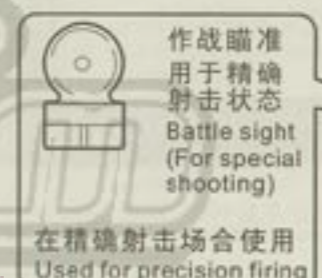 作战瞄准
用于精确
射击状态
Battle sight
(For special
shooting)
在精确射击场合使用
Used for precision firing